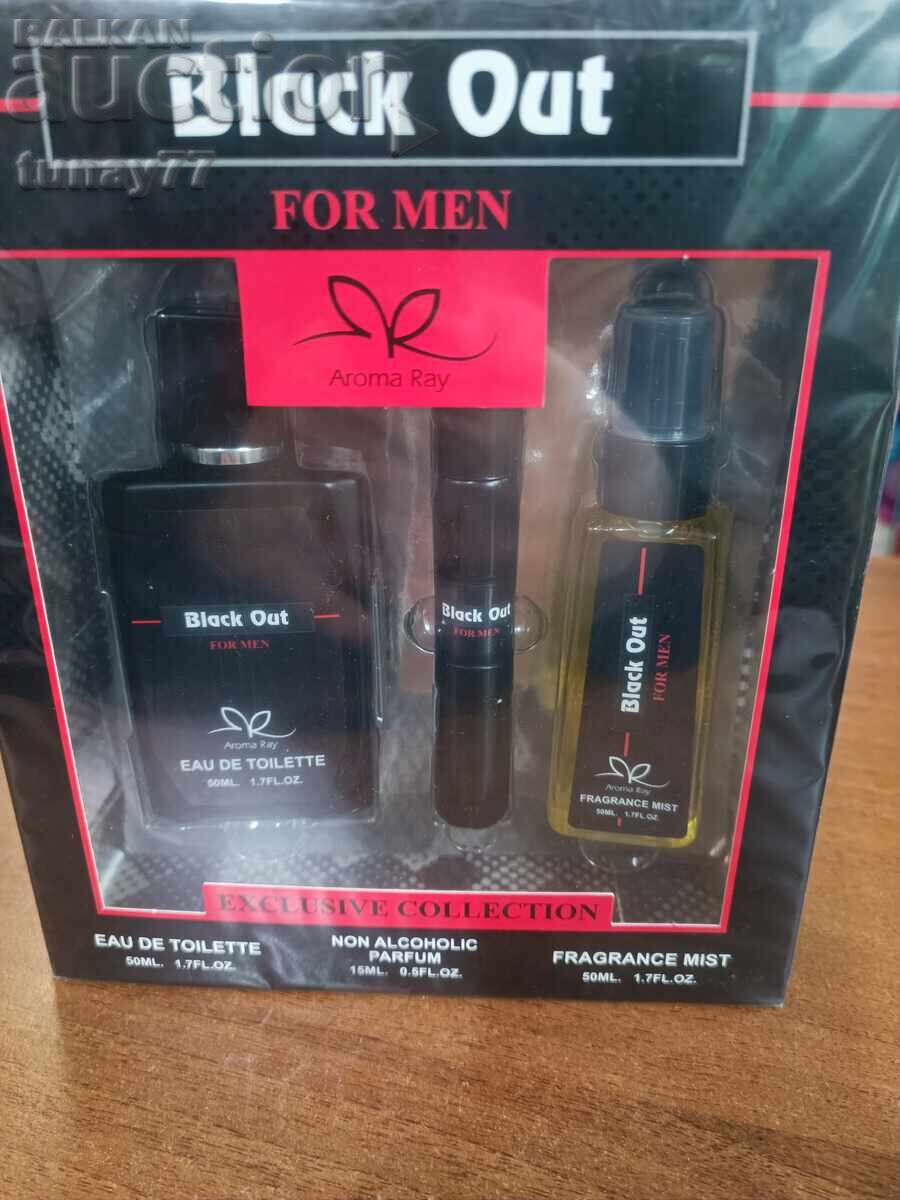 BALKAN
auction
tunay77
Black Out
FOR MEN
Aroma Ray
Black Out
FOR MEN
Aroma Ray
EAU DE TOILETTE
50ML. 1.7FL.OZ.
Black Out
FOR MEN
Black Out
FOR MEN
Aroma Ray
FRAGRANCE MIST
50ML. 1.7FL.OZ.
EXCLUSIVE COLLECTION
EAU DE TOILETTE
50ML. 1.7FL.OZ.
NON ALCOHOLIC
PARFUM
15ML. 0.5FL.OZ.
FRAGRANCE MIST
50ML. 1.7FL.OZ.